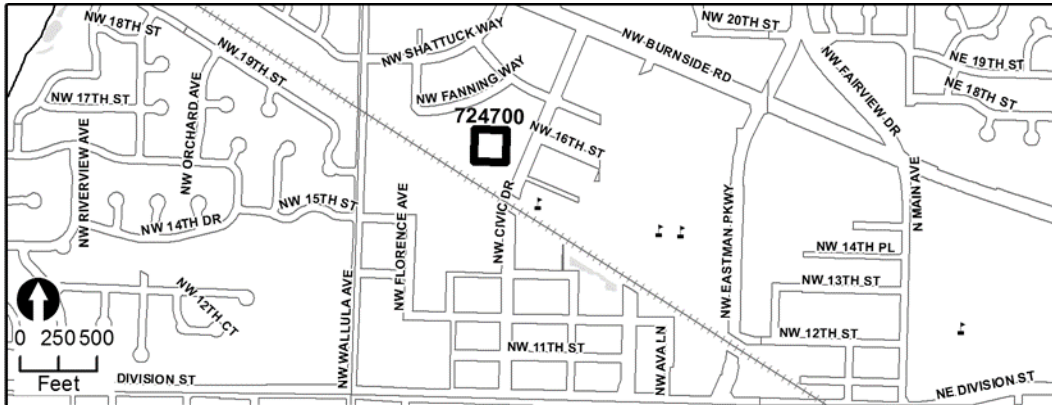 NW 18TH ST
NW 19TH ST
NW SHATTUCK WAY
NW 20TH ST
NW BURNSIDE RD
NW FAIRVIEW DR
NE 19TH ST
NE 18TH ST
NW 17TH ST
NW ORCHARD AVE
NW FANNING WAY
724700
NW 16TH ST
NW RIVERVIEW AVE
NW 15TH ST
NW 14TH DR
NW FLORENCE AVE
NW CIVIC DR
NW EASTMAN PKWY
N MAIN AVE
NW 14TH PL
NW 13TH ST
NW 12TH CT
NW WALLULA AVE
NW 12TH ST
NW 11TH ST
NW AVA LN
0 250 500
Feet
DIVISION ST
NE DIVISION ST